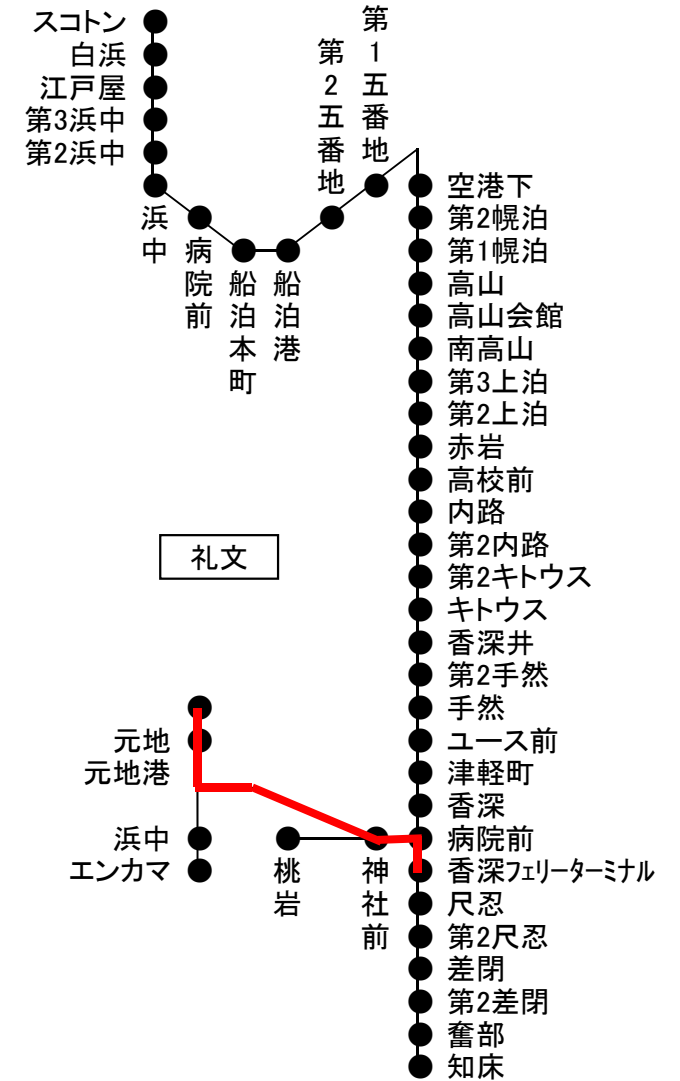 スコトン
白浜
江戸屋
第3浜中
第2浜中
浜中
病院前
船泊本町
船泊港
第2五番地
第1五番地
空港下
第2幌泊
第1幌泊
高山
高山会館
南高山
第3上泊
第2上泊
赤岩
高校前
内路
第2内路
第2キトウス
キトウス
香深井
第2手然
手然
ユース前
津軽町
香深
病院前
香深フェリーターミナル
尺忍
第2尺忍
差閉
第2差閉
奮部
知床
礼文
元地
元地港
浜中
エンカマ
桃岩
神社前